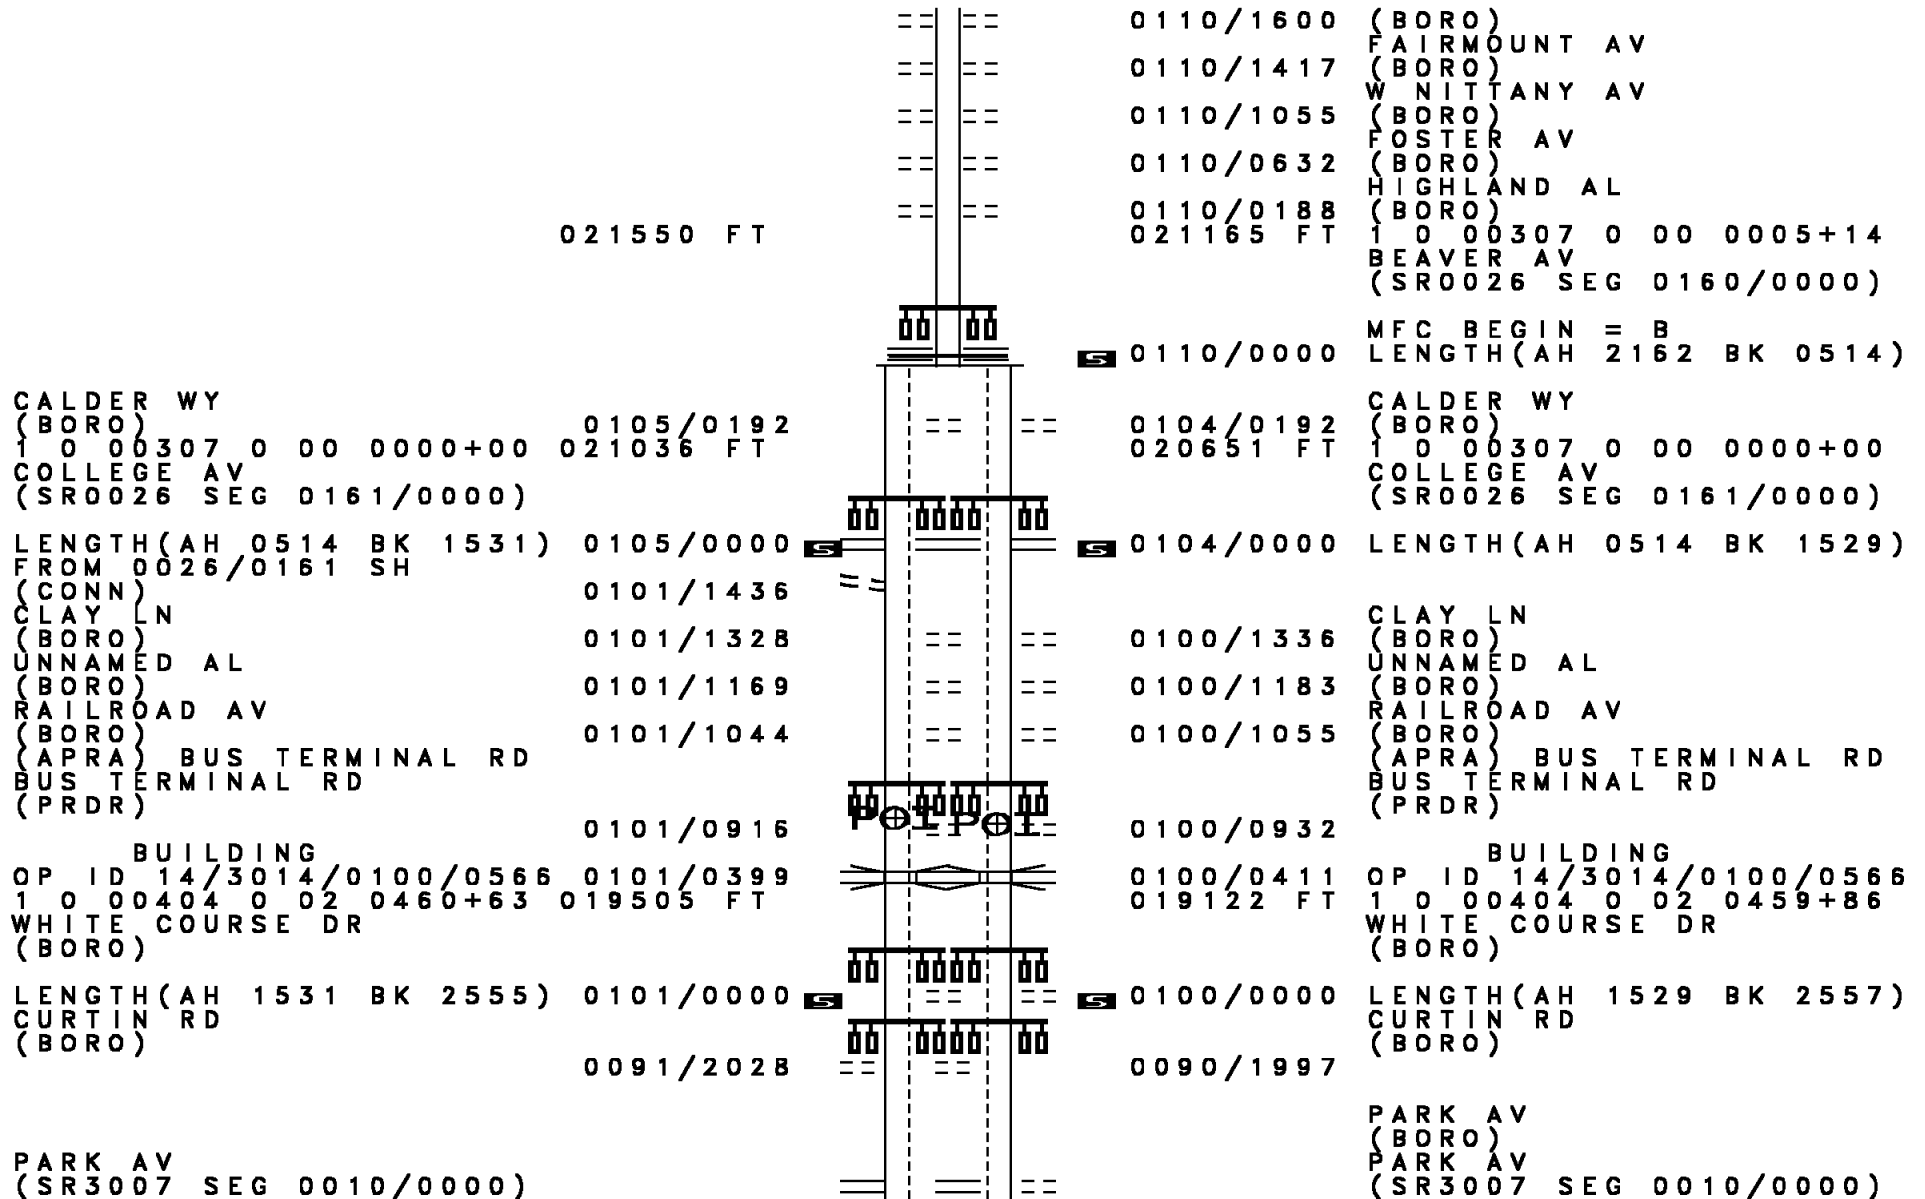 0110/1600 (BORO)
FAIRMOUNT AV
0110/1417 (BORO)
W NITTANY AV
0110/1055 (BORO)
FOSTER AV
0110/0632 (BORO)
HIGHLAND AL
0110/0188 (BORO)
021550 FT 021165 FT 1 0 00307 0 00 0005+14
BEAVER AV
(SR0026 SEG 0160/0000)
MFC BEGIN = B
S 0110/0000 LENGTH(AH 2162 BK 0514)
CALDER WY CALDER WY
(BORO) 0105/0192 0104/0192 (BORO)
1 0 00307 0 00 0000+00 021036 FT 020651 FT 1 0 00307 0 00 0000+00
COLLEGE AV COLLEGE AV
(SR0026 SEG 0161/0000) (SR0026 SEG 0161/0000)
LENGTH(AH 0514 BK 1531) 0105/0000 S S 0104/0000 LENGTH(AH 0514 BK 1529)
FROM 0026/0161 SH
(CONN) 0101/1436
CLAY LN CLAY LN
(BORO) 0101/1328 0100/1336 (BORO)
UNNAMED AL UNNAMED AL
(BORO) 0101/1169 0100/1183 (BORO)
RAILROAD AV RAILROAD AV
(BORO) 0101/1044 0100/1055 (BORO)
(APRA) BUS TERMINAL RD (APRA) BUS TERMINAL RD
BUS TERMINAL RD BUS TERMINAL RD
(PRDR) (PRDR)
POI POI
0101/0916 0100/0932
BUILDING BUILDING
OP ID 14/3014/0100/0566 0101/0399 0100/0411 OP ID 14/3014/0100/0566
1 0 00404 0 02 0460+63 019505 FT 019122 FT 1 0 00404 0 02 0459+86
WHITE COURSE DR WHITE COURSE DR
(BORO) (BORO)
LENGTH(AH 1531 BK 2555) 0101/0000 S S 0100/0000 LENGTH(AH 1529 BK 2557)
CURTIN RD CURTIN RD
(BORO) (BORO)
0091/2028 0090/1997
PARK AV
(BORO)
PARK AV PARK AV
(SR3007 SEG 0010/0000) (SR3007 SEG 0010/0000)